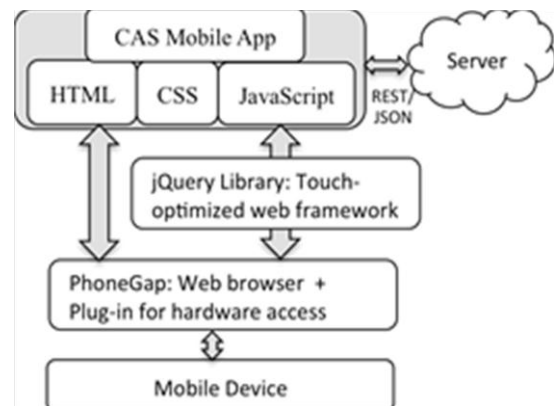 CAS Mobile App
HTML
CSS
JavaScript
REST/
JSON
Server
jQuery Library: Touch-
optimized web framework
PhoneGap: Web browser +
Plug-in for hardware access
Mobile Device